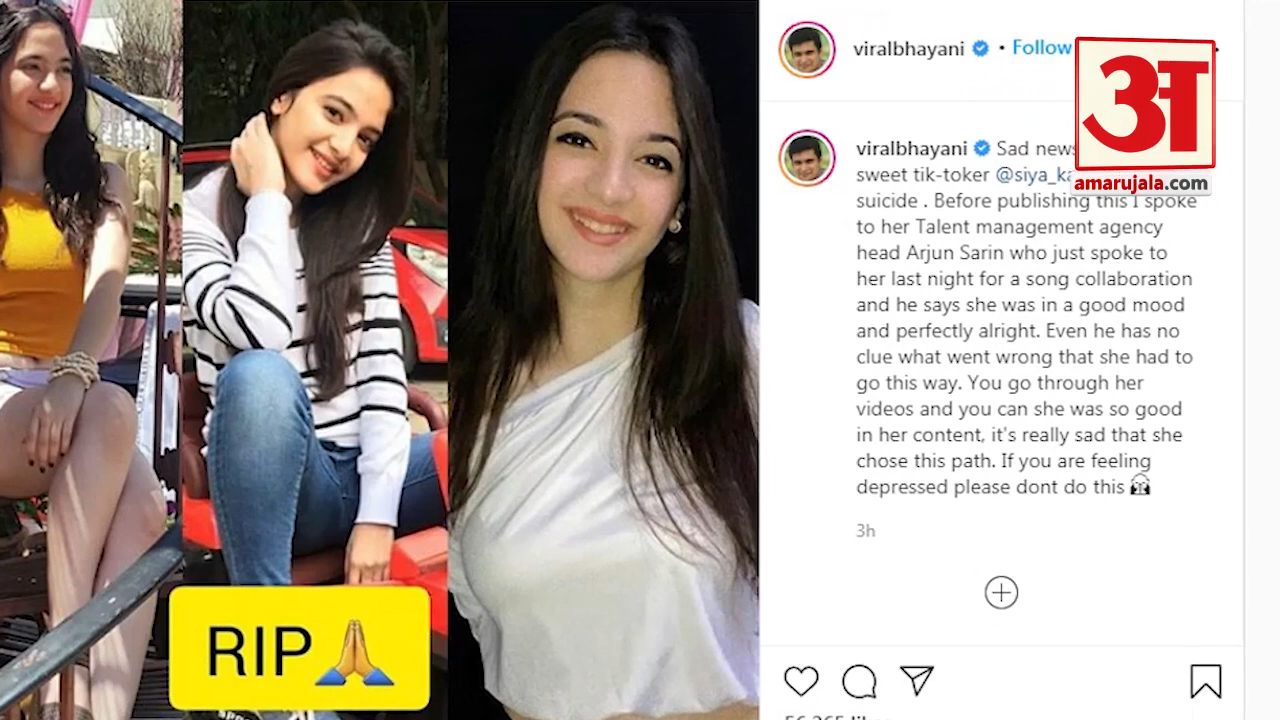 RIP
viralbhayani • Follow
अ
amarujala.com
viralbhayani Sad news
sweet tik-toker
suicide . Before publishing this I spoke
to her Talent management agency
head Arjun Sarin who just spoke to
her last night for a song collaboration
and he says she was in a good mood
and perfectly alright. Even he has no
clue what went wrong that she had to
go this way. You go through her
videos and you can she was so good
in her content, it's really sad that she
chose this path. If you are feeling
depressed please dont do this
3h